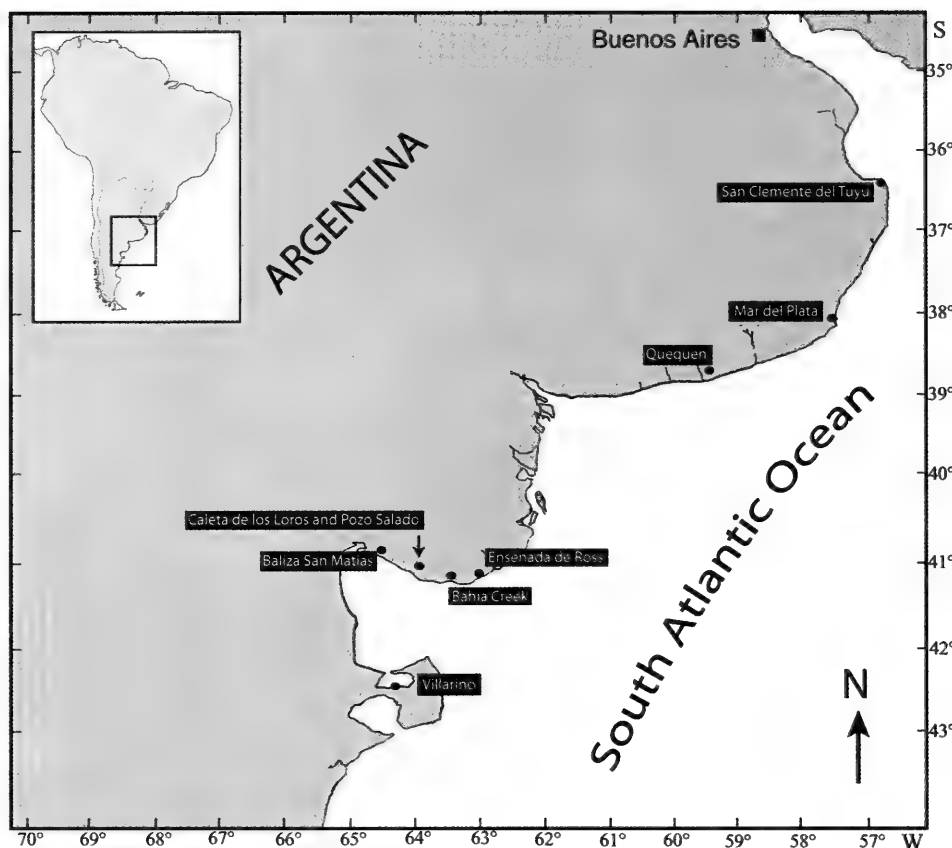 Buenos Aires
S
35°
ARGENTINA
36°
San Clemente del Tuyu
37°
Mar del Plata
38°
Quequen
39°
South Atlantic Ocean
40°
Caleta de los Loros and Pozo Salado
Baliza San Matias
Ensenada de Ross
41°
Bahia Creek
42°
Villarino
N
43°
70° 69° 68° 67° 66° 65° 64° 63° 62° 61° 60° 59° 58° 57° W